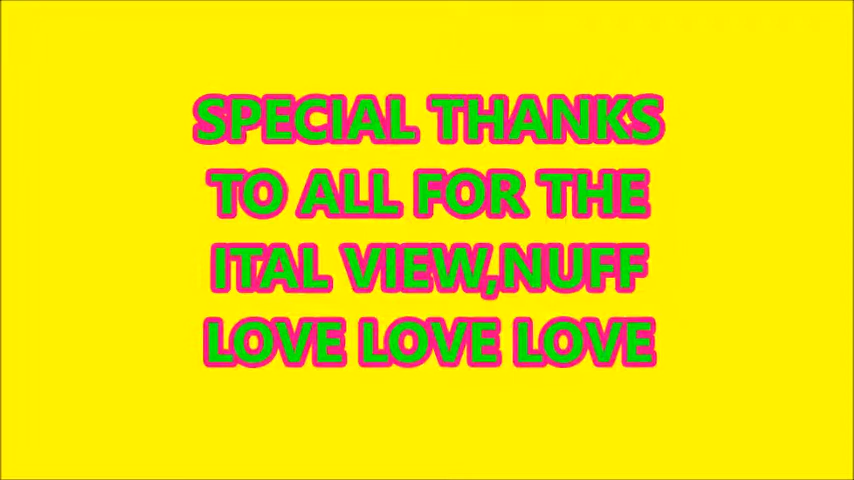 SPECIAL THANKS
TO ALL FOR THE
ITAL VIEW,NUFF
LOVE LOVE LOVE